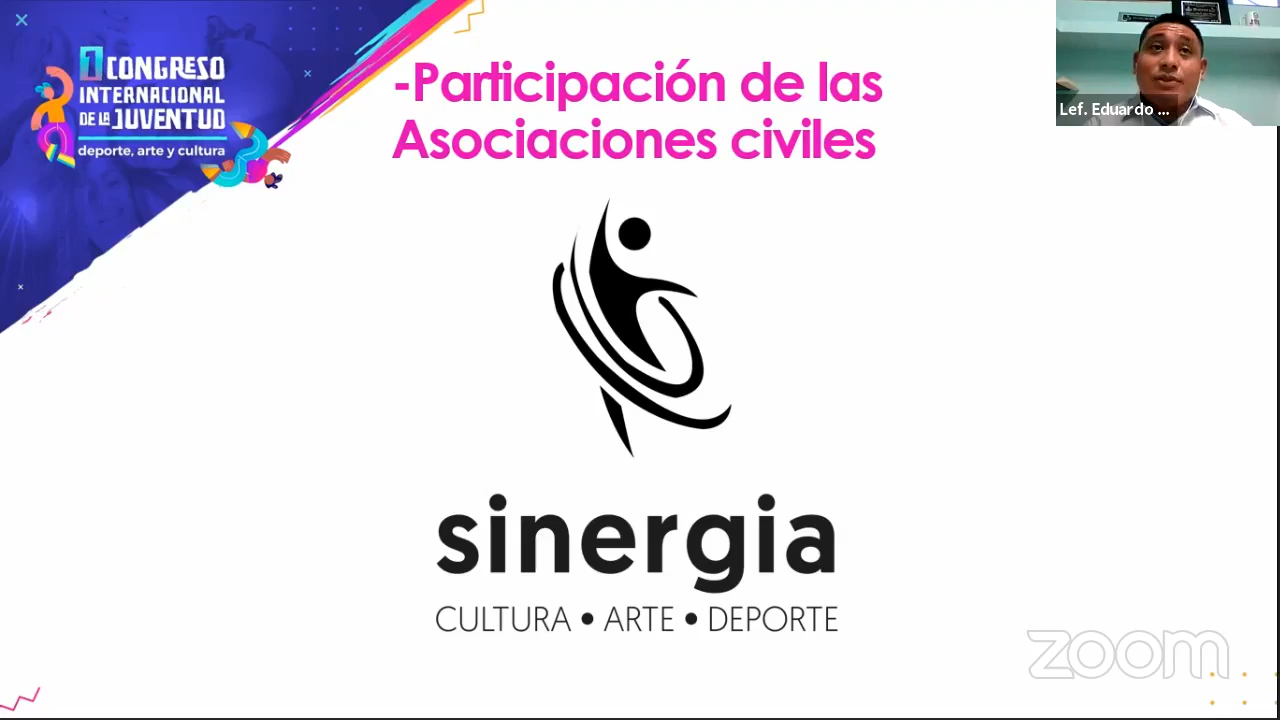 1 CONGRESO
INTERNACIONAL
DE LA JUVENTUD
deporte, arte y cultura
-Participación de las
Asociaciones civiles
Lef. Eduardo ...
sinergia
CULTURA • ARTE • DEPORTE
zoom